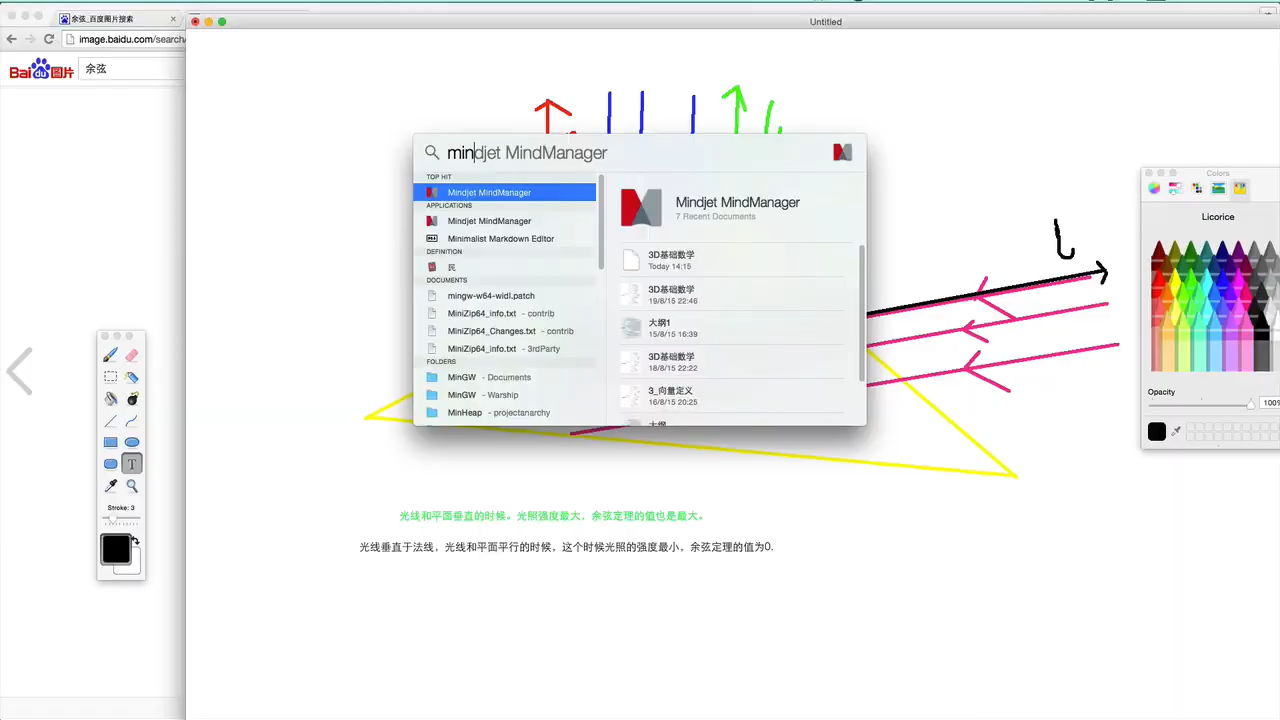 余弦_百度图片搜索
Untitled
image.baidu.com/search/
Bai du 图片
余弦
mindjet MindManager
TOP HIT
Mindjet MindManager
APPLICATIONS
Mindjet MindManager
Minimalist Markdown Editor
DEFINITION
民
DOCUMENTS
mingw-w64-widl.patch
MiniZip64_info.txt - contrib
MiniZip64_Changes.txt - contrib
MiniZip64_info.txt - 3rdParty
FOLDERS
MinGW - Documents
MinGW - Warship
MinHeap - projectanarchy
Mindjet MindManager
7 Recent Documents
3D基础数学
Today 14:15
3D基础数学
19/8/15 22:46
大纲1
15/8/15 16:39
3D基础数学
18/8/15 22:22
3_向量定义
16/8/15 20:25
大纲
L
Colors
Licorice
Opacity
100%
T
Stroke: 3
光线和平面垂直的时候。光照强度最大，余弦定理的值也是最大。
光线垂直于法线，光线和平面平行的时候，这个时候光照的强度最小，余弦定理的值为0.